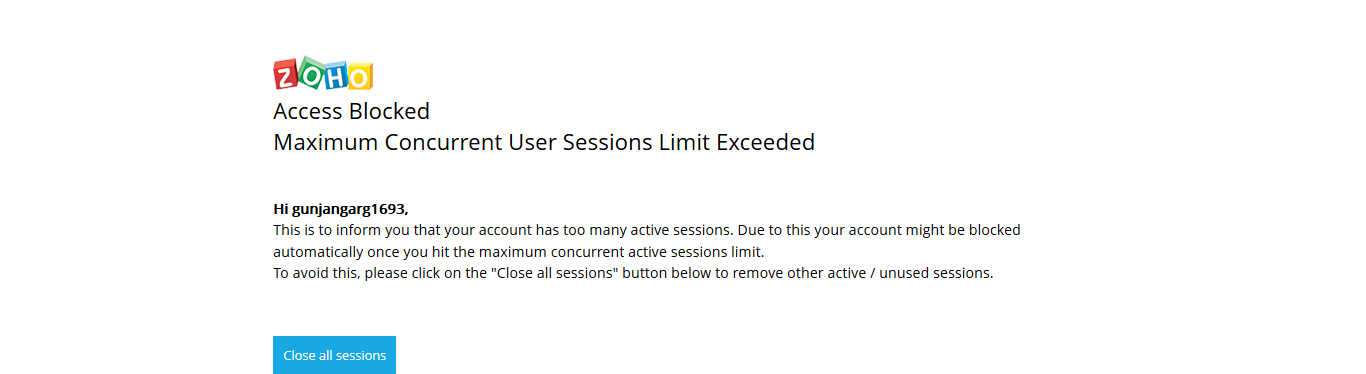 ZOHO
Access Blocked
Maximum Concurrent User Sessions Limit Exceeded
Hi gunjangarg1693,
This is to inform you that your account has too many active sessions. Due to this your account might be blocked
automatically once you hit the maximum concurrent active sessions limit.
To avoid this, please click on the "Close all sessions" button below to remove other active / unused sessions.
Close all sessions